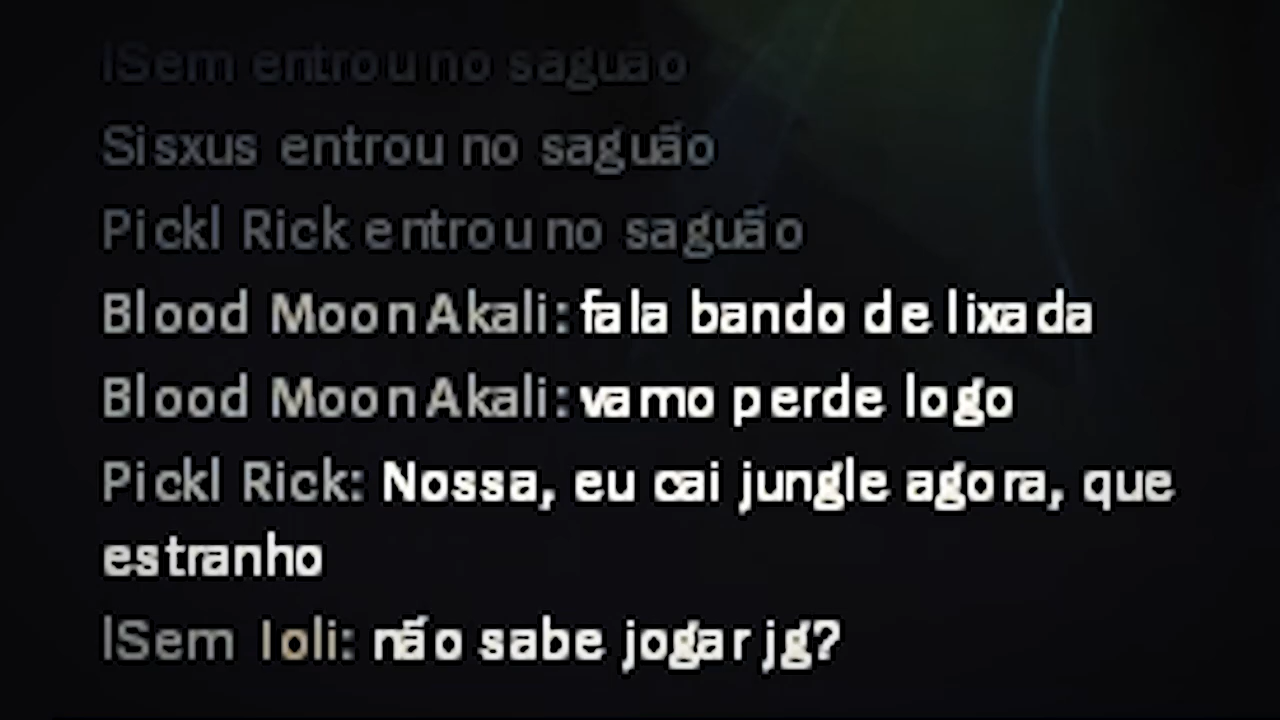 lSem entrou no saguão
Sisxus entrou no saguão
Pickl Rick entrou no saguão
Blood Moon Akali: fala bando de lixada
Blood Moon Akali: vamo perde logo
Pickl Rick: Nossa, eu cai jungle agora, que
estranho
lSem loli: não sabe jogar jg?